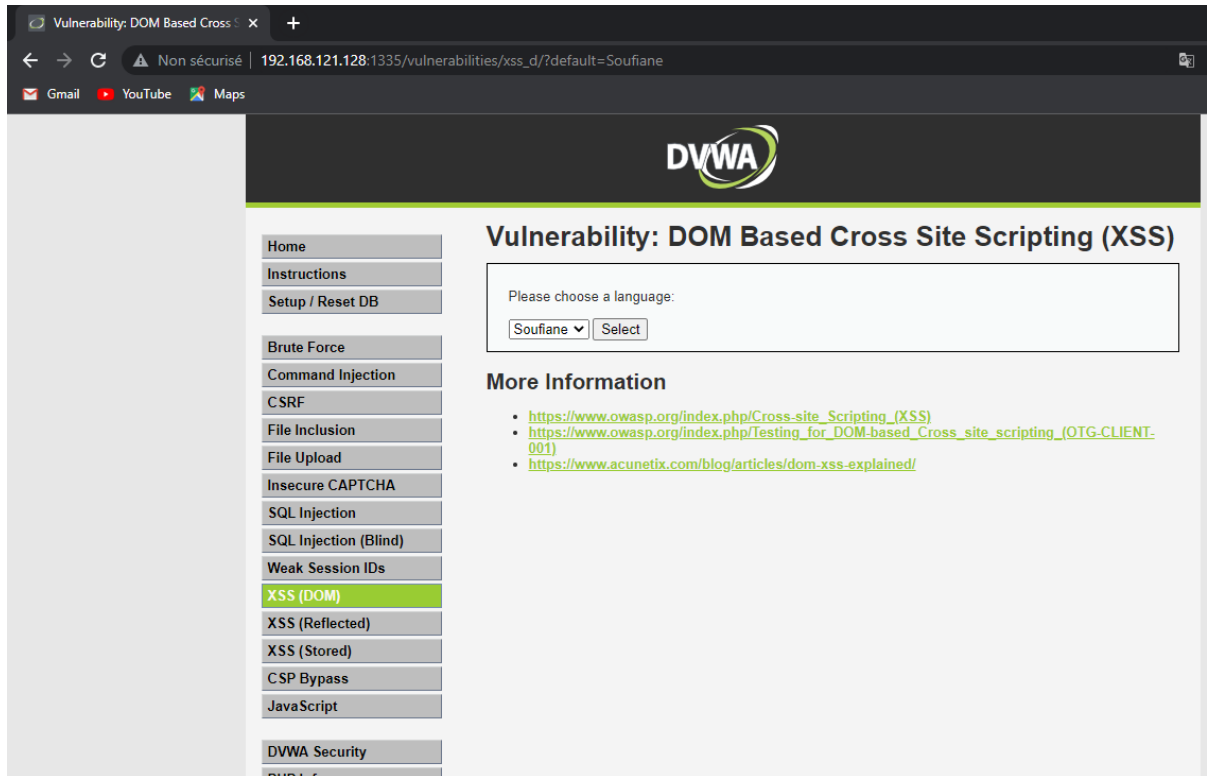 Vulnerability: DOM Based Cross S
Non sécurisé | 192.168.121.128:1335/vulnerabilities/xss_d/?default=Soufiane
Gmail YouTube Maps
DVWA
Home
Instructions
Setup / Reset DB
Brute Force
Command Injection
CSRF
File Inclusion
File Upload
Insecure CAPTCHA
SQL Injection
SQL Injection (Blind)
Weak Session IDs
XSS (DOM)
XSS (Reflected)
XSS (Stored)
CSP Bypass
JavaScript
DVWA Security
Vulnerability: DOM Based Cross Site Scripting (XSS)
Please choose a language:
Soufiane Select
More Information
https://www.owasp.org/index.php/Cross-site_Scripting_(XSS)
https://www.owasp.org/index.php/Testing_for_DOM-based_Cross_site_scripting_(OTG-CLIENT-
001)
https://www.acunetix.com/blog/articles/dom-xss-explained/